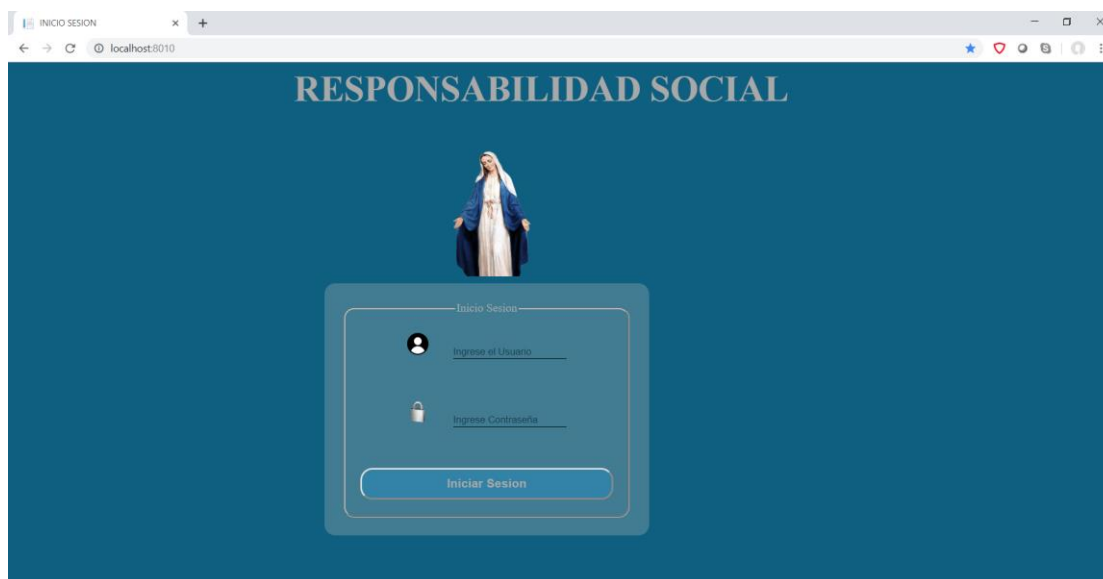 INICIO SESION
localhost:8010
RESPONSABILIDAD SOCIAL
Inicio Sesion
Ingrese el Usuario
Ingrese Contraseña
Iniciar Sesion